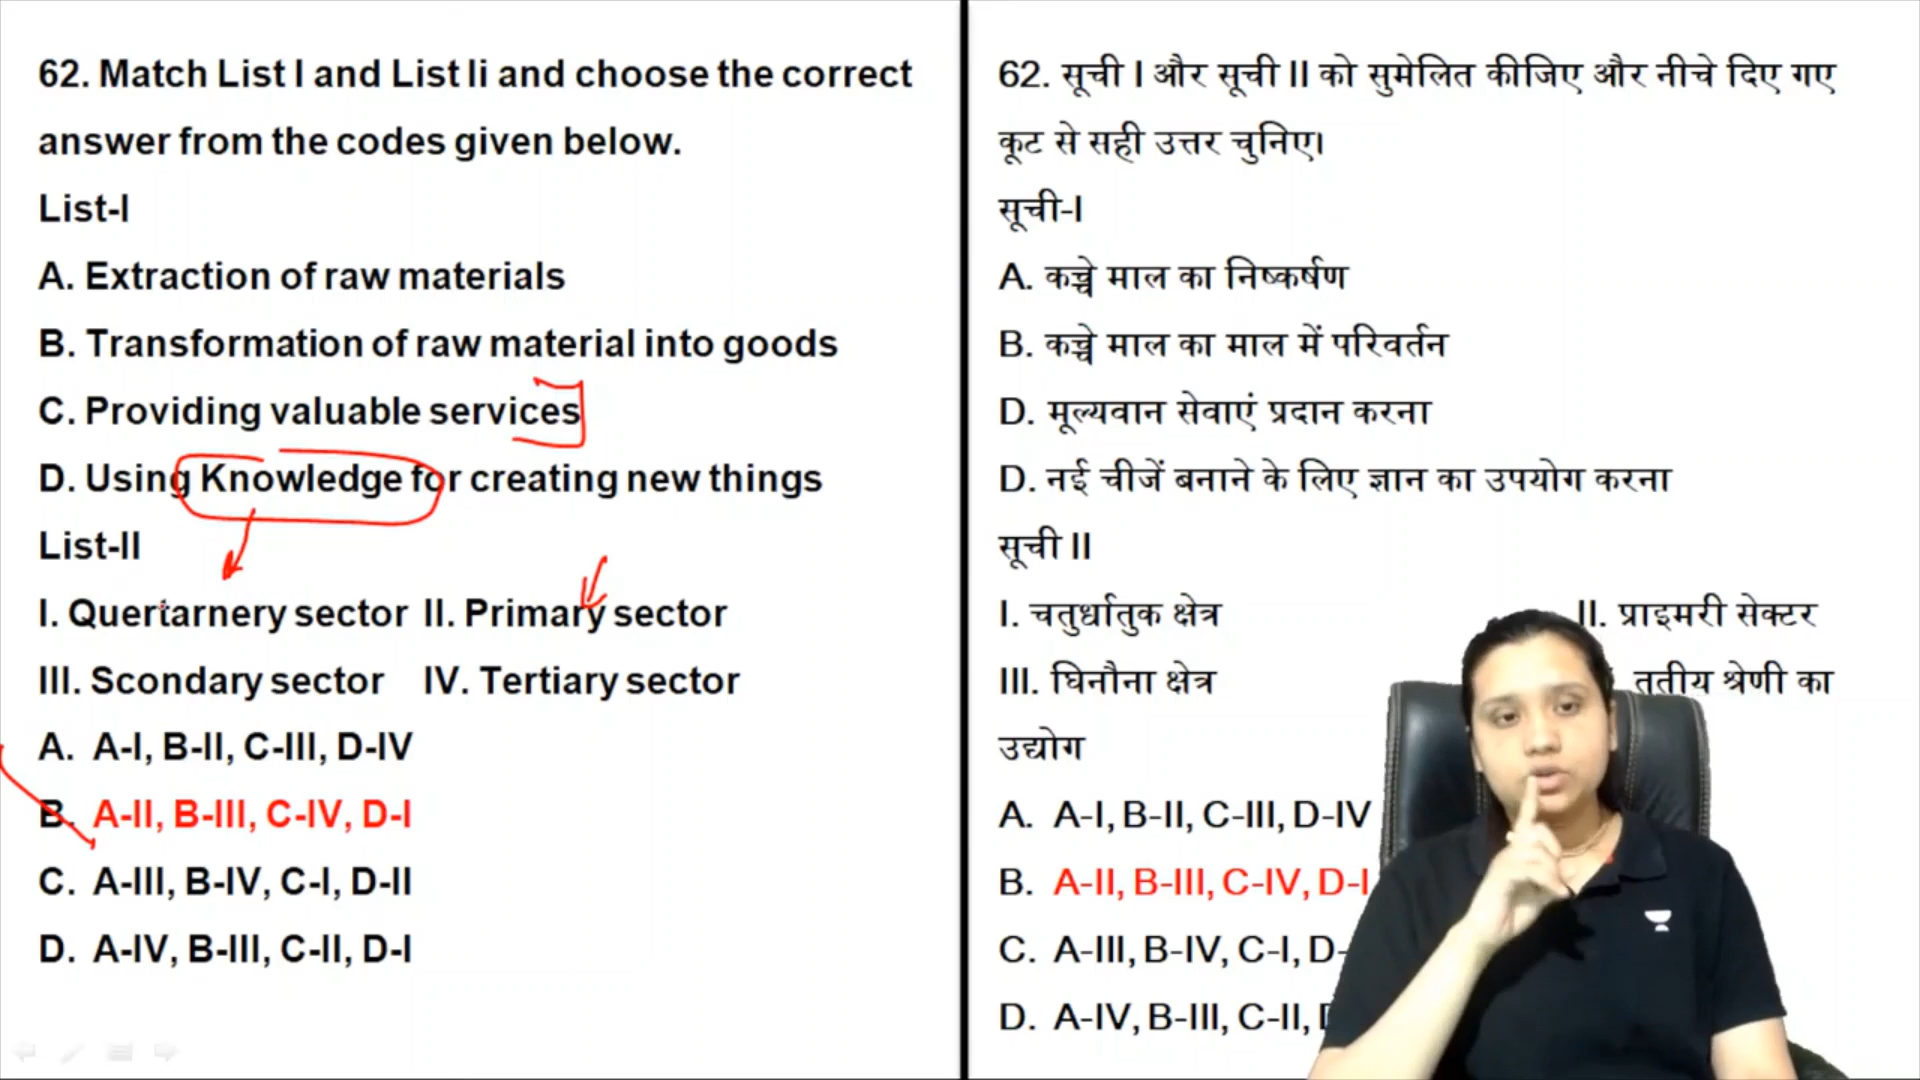 62. Match List I and List Ii and choose the correct
answer from the codes given below.
List-I
A. Extraction of raw materials
B. Transformation of raw material into goods
C. Providing valuable services
D. Using Knowledge for creating new things
List-II
I. Quertarnery sector II. Primary sector
III. Scondary sector IV. Tertiary sector
A. A-I, B-II, C-III, D-IV
B. A-II, B-III, C-IV, D-I
C. A-III, B-IV, C-I, D-II
D. A-IV, B-III, C-II, D-I
62. सूची I और सूची II को सुमेलित कीजिए और नीचे दिए गए
कूट से सही उत्तर चुनिए।
सूची-I
A. कच्चे माल का निष्कर्षण
B. कच्चे माल का माल में परिवर्तन
D. मूल्यवान सेवाएं प्रदान करना
D. नई चीजें बनाने के लिए ज्ञान का उपयोग करना
सूची II
I. चतुर्धातुक क्षेत्र II. प्राइमरी सेक्टर
III. घिनौना क्षेत्र तृतीय श्रेणी का
उद्योग
A. A-I, B-II, C-III, D-IV
B. A-II, B-III, C-IV, D-I
C. A-III, B-IV, C-I, D-
D. A-IV, B-III, C-II,